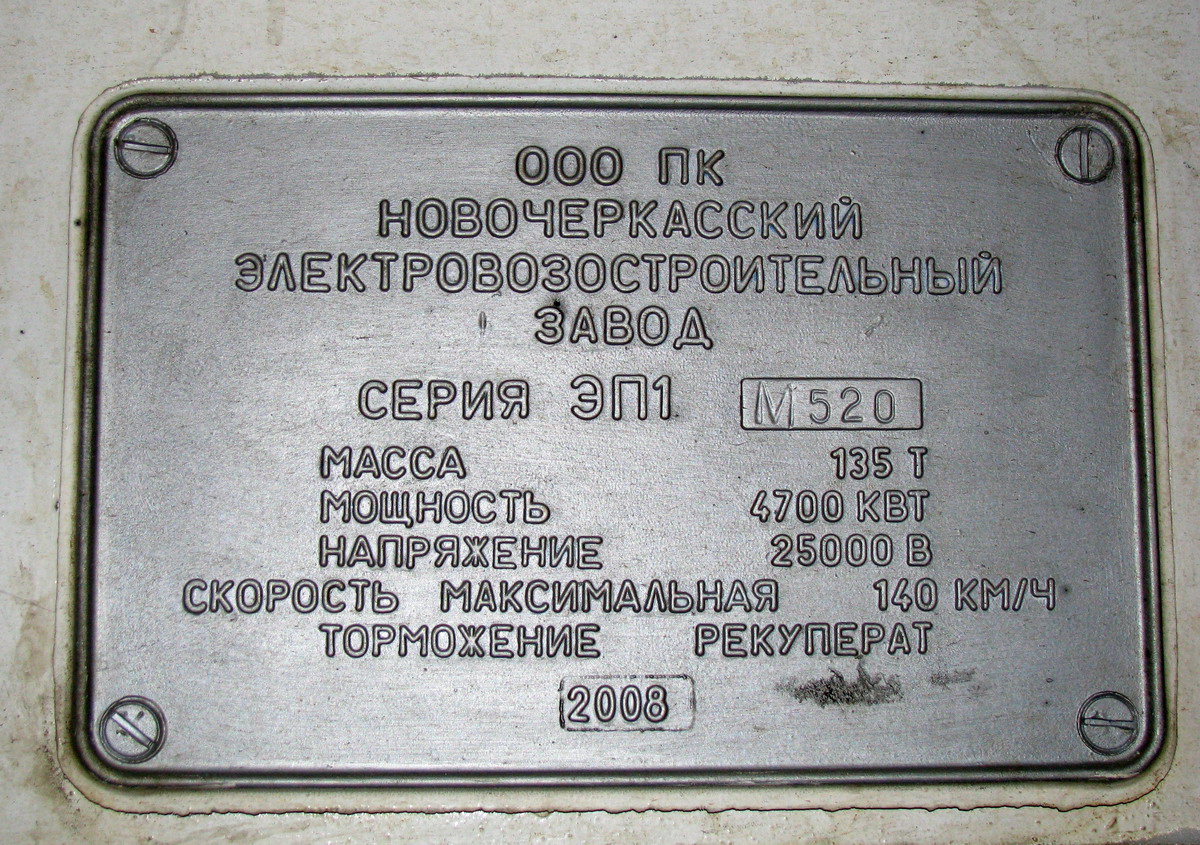 ООО ПК
НОВОЧЕРКАССКИЙ
ЭЛЕКТРОВОЗОСТРОИТЕЛЬНЫЙ
ЗАВОД
СЕРИЯ ЭП1 М520
МАССА 135 Т
МОЩНОСТЬ 4700 КВТ
НАПРЯЖЕНИЕ 25000 В
СКОРОСТЬ МАКСИМАЛЬНАЯ 140 КМ/Ч
ТОРМОЖЕНИЕ РЕКУПЕРАТ
2008